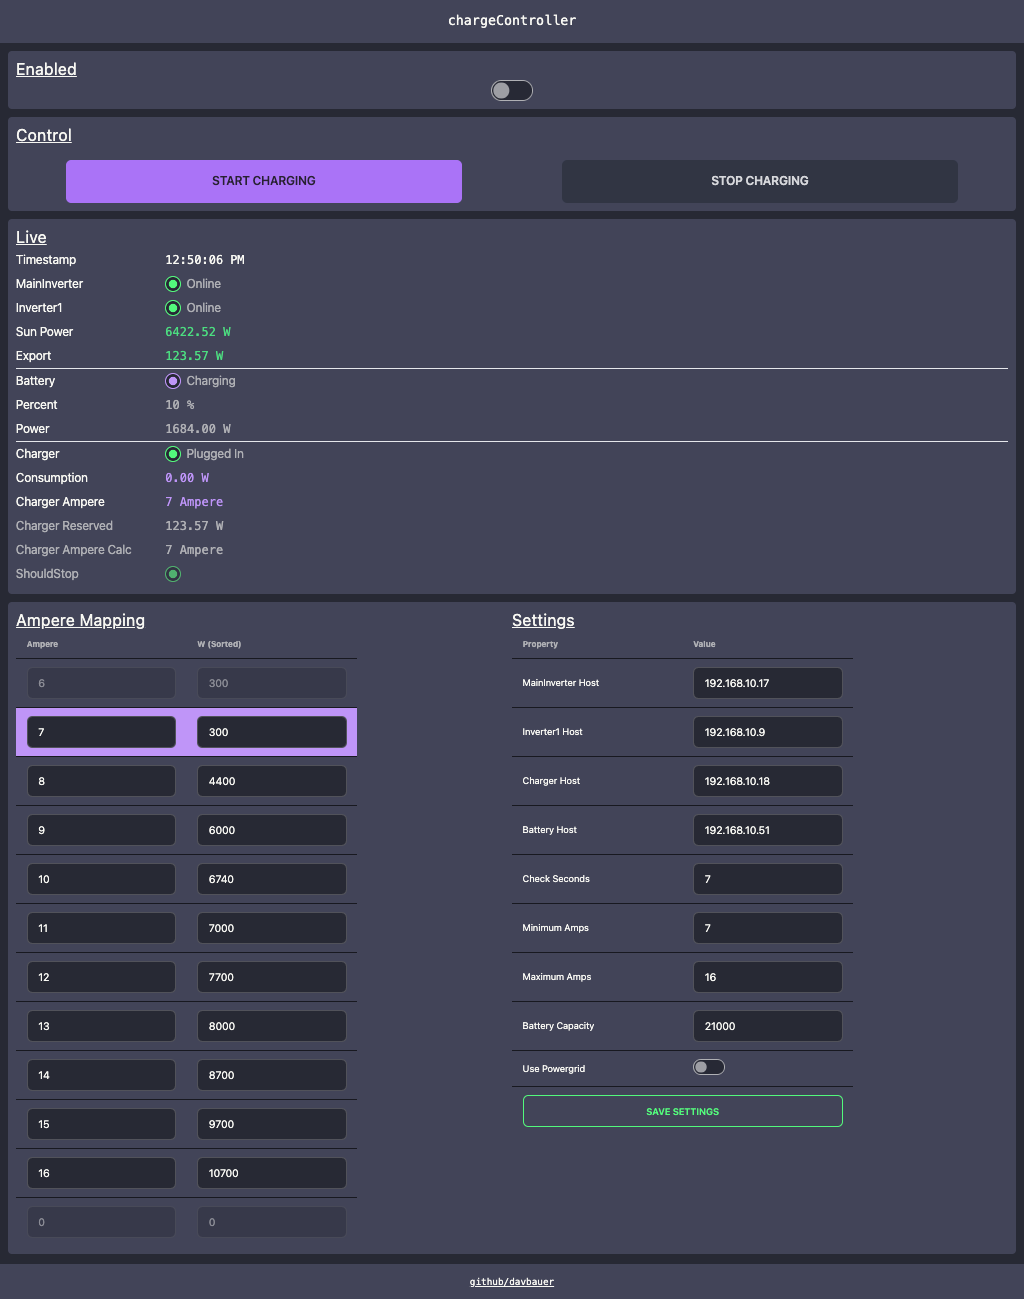 chargeController
Enabled
Control
START CHARGING
STOP CHARGING
Live
Timestamp 12:50:06 PM
MainInverter Online
Inverter1 Online
Sun Power 6422.52 W
Export 123.57 W
Battery Charging
Percent 10 %
Power 1684.00 W
Charger Plugged In
Consumption 0.00 W
Charger Ampere 7 Ampere
Charger Reserved 123.57 W
Charger Ampere Calc 7 Ampere
ShouldStop
Ampere Mapping
Ampere W (Sorted)
6 300
7 300
8 4400
9 6000
10 6740
11 7000
12 7700
13 8000
14 8700
15 9700
16 10700
0 0
Settings
Property Value
MainInverter Host 192.168.10.17
Inverter1 Host 192.168.10.9
Charger Host 192.168.10.18
Battery Host 192.168.10.51
Check Seconds 7
Minimum Amps 7
Maximum Amps 16
Battery Capacity 21000
Use Powergrid
SAVE SETTINGS
github/davbauer